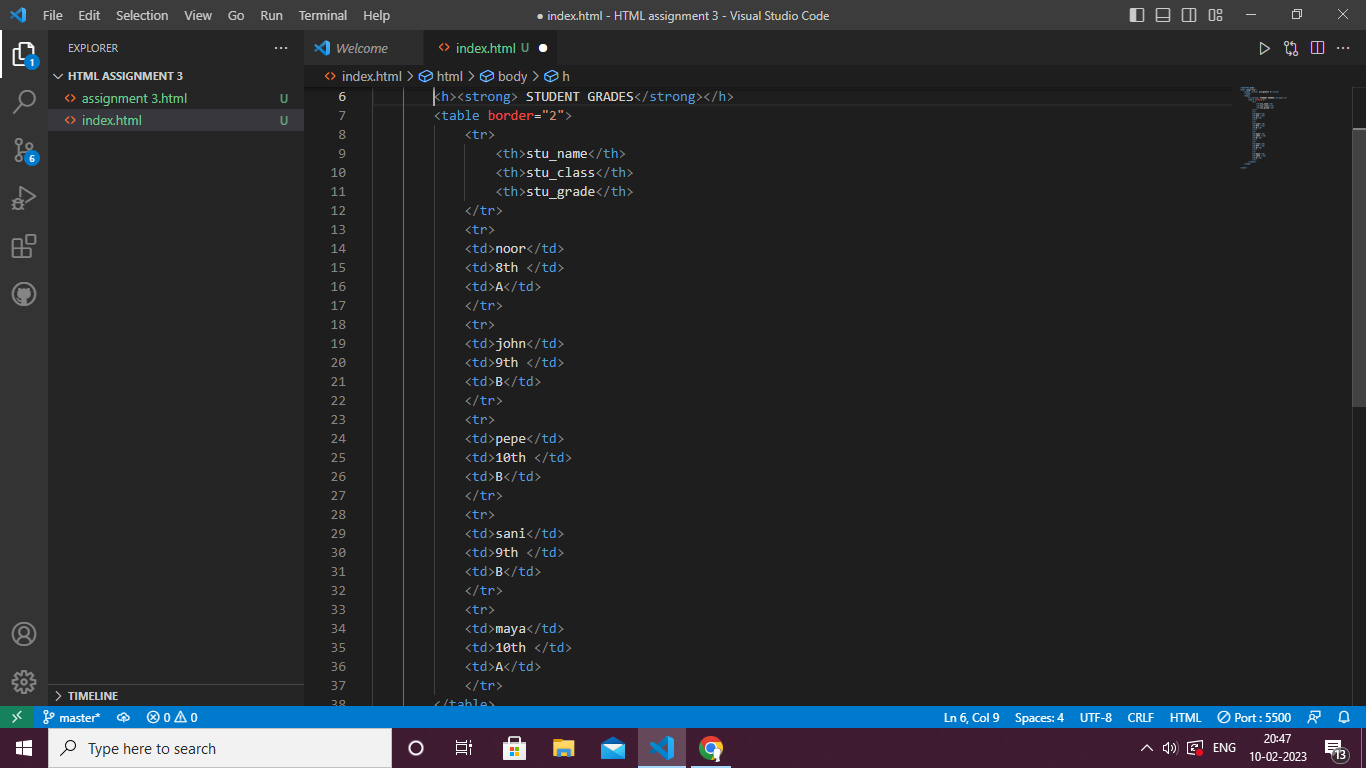 File Edit Selection View Go Run Terminal Help
● index.html - HTML assignment 3 - Visual Studio Code
EXPLORER
HTML ASSIGNMENT 3
<> assignment 3.html U
<> index.html U
TIMELINE
Welcome
<> index.html U ●
<> index.html > html > body > h
6 <h><strong> STUDENT GRADES</strong></h>
7 <table border="2">
8 <tr>
9 <th>stu_name</th>
10 <th>stu_class</th>
11 <th>stu_grade</th>
12 </tr>
13 <tr>
14 <td>noor</td>
15 <td>8th </td>
16 <td>A</td>
17 </tr>
18 <tr>
19 <td>john</td>
20 <td>9th </td>
21 <td>B</td>
22 </tr>
23 <tr>
24 <td>pepe</td>
25 <td>10th </td>
26 <td>B</td>
27 </tr>
28 <tr>
29 <td>sani</td>
30 <td>9th </td>
31 <td>B</td>
32 </tr>
33 <tr>
34 <td>maya</td>
35 <td>10th </td>
36 <td>A</td>
37 </tr>
38 </table>
1
6
master* 0 0
Ln 6, Col 9 Spaces: 4 UTF-8 CRLF HTML Port : 5500
Type here to search
ENG
20:47
10-02-2023
13